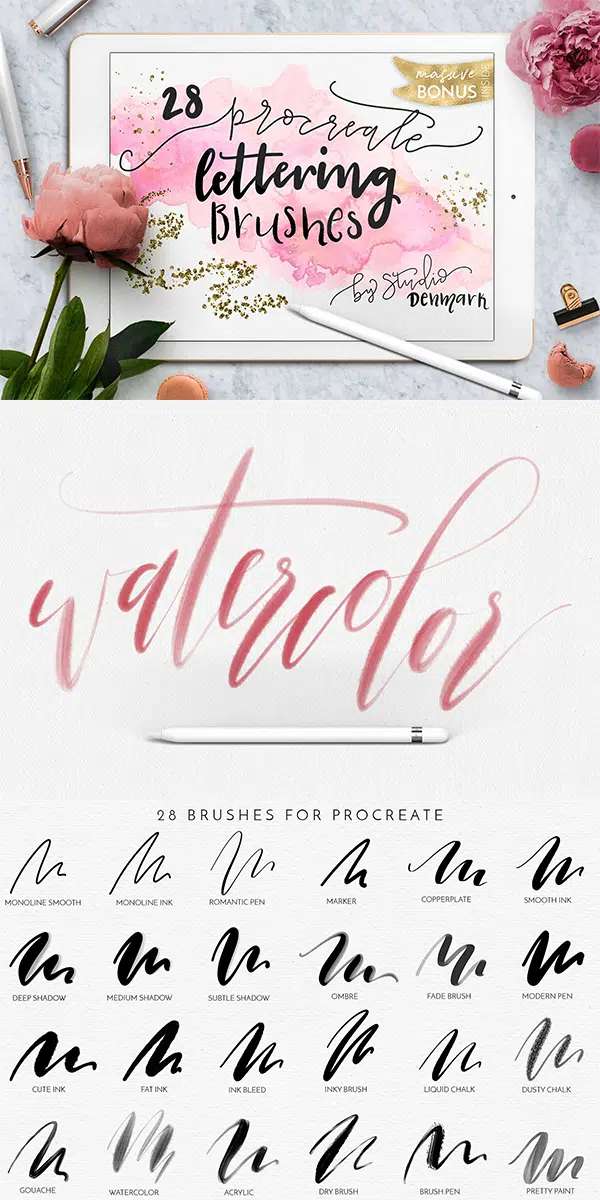 massive
BONUS
INSIDE
28 procreate
lettering
Brushes
by Studio
DENMARK
watercolor
28 BRUSHES FOR PROCREATE
MONOLINE SMOOTH MONOLINE INK ROMANTIC PEN MARKER COPPERPLATE SMOOTH INK
DEEP SHADOW MEDIUM SHADOW SUBTLE SHADOW OMBRÉ FADE BRUSH MODERN PEN
CUTE INK FAT INK INK BLEED INKY BRUSH LIQUID CHALK DUSTY CHALK
GOUACHE WATERCOLOR ACRYLIC DRY BRUSH BRUSH PEN PRETTY PAINT